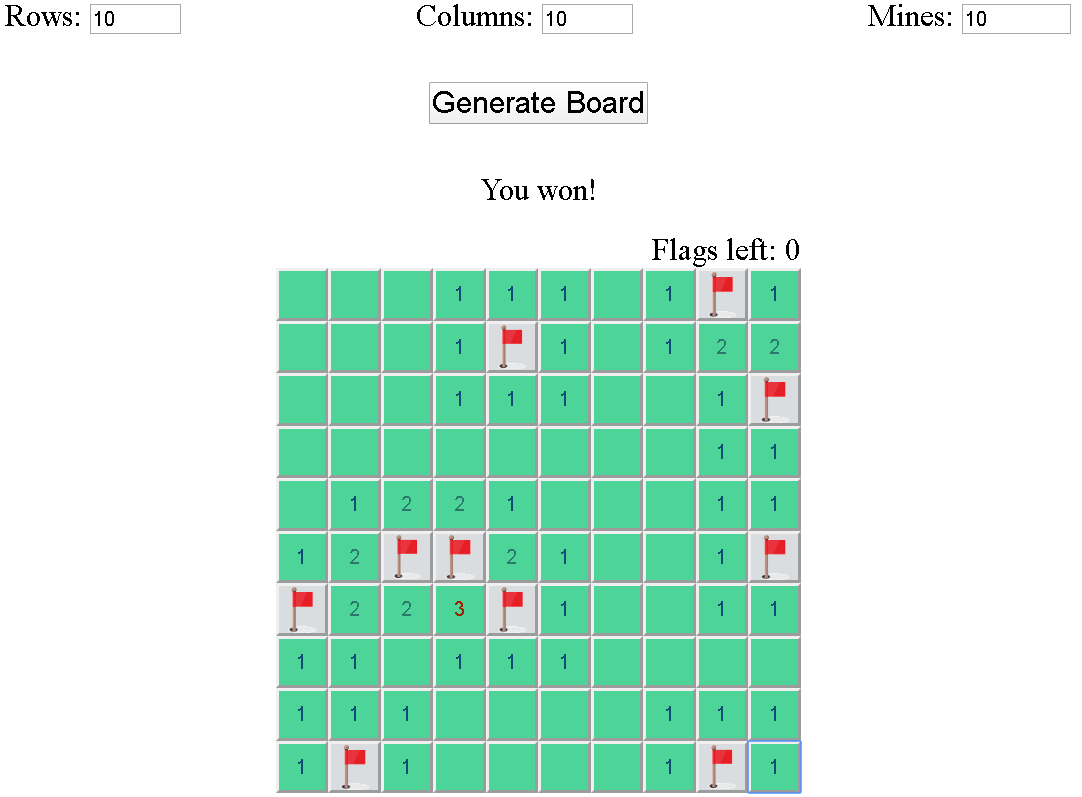 Rows: 10 Columns: 10 Mines: 10
Generate Board
You won!
Flags left: 0
1 1 1 1 1
1 1 1 2 2
1 1 1 1
1 1
1 2 2 1 1 1
1 2 2 1 1
2 2 3 1 1 1
1 1 1 1 1
1 1 1 1 1 1
1 1 1 1